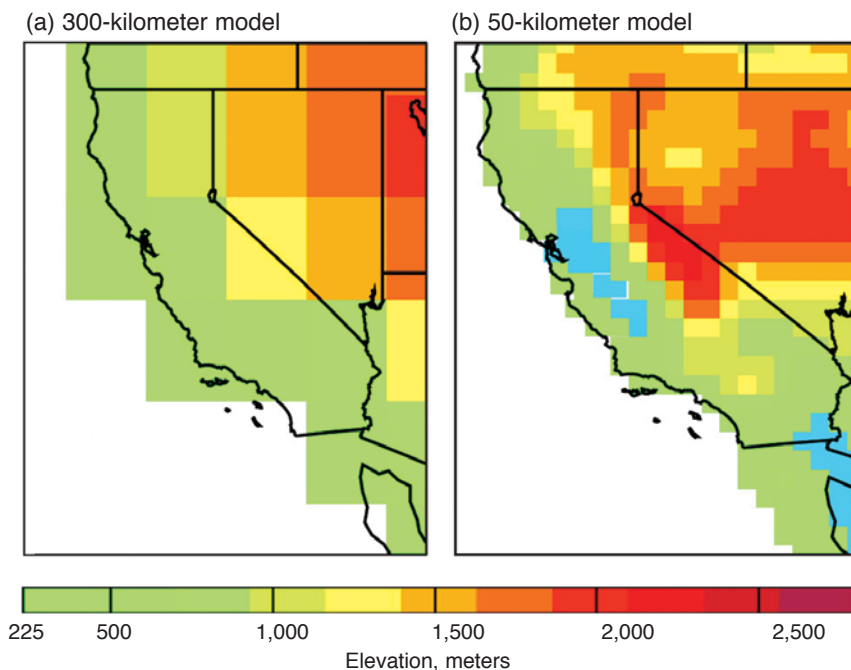 (a) 300-kilometer model
(b) 50-kilometer model
225 500 1,000 1,500 2,000 2,500
Elevation, meters